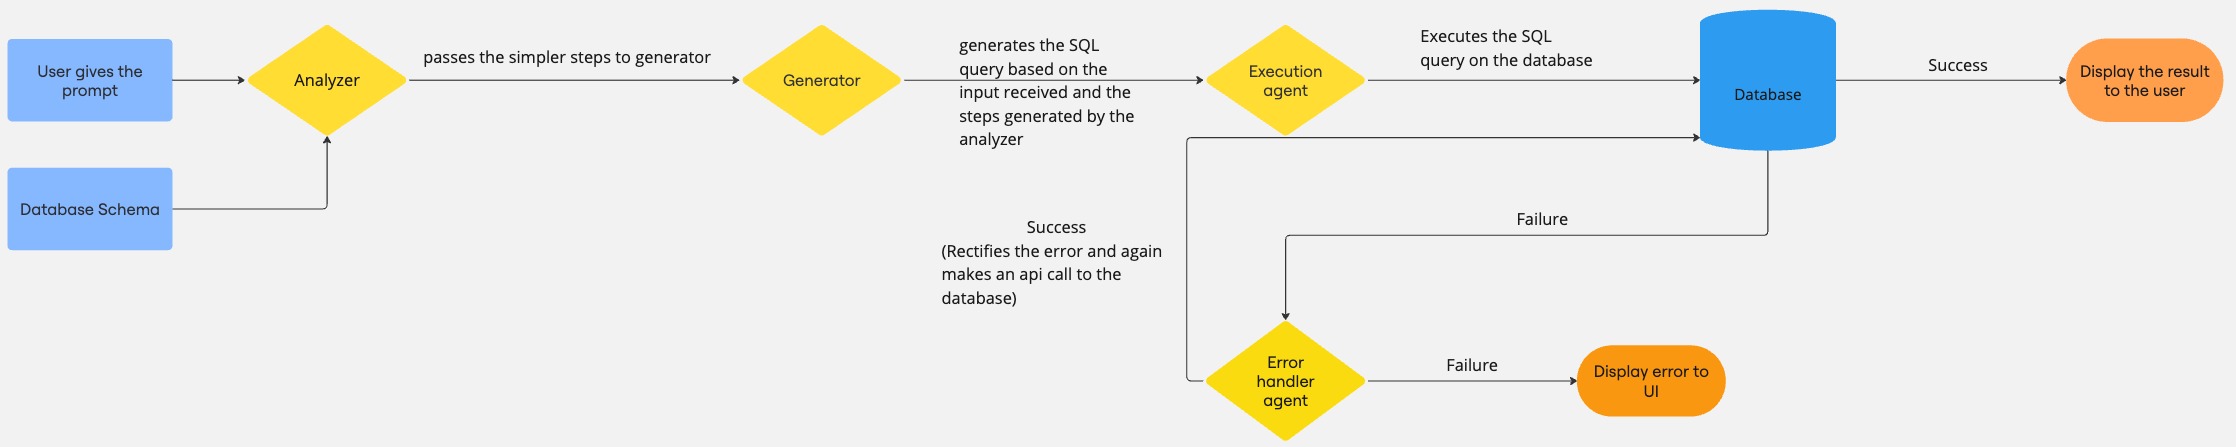 User gives the
prompt
Analyzer
passes the simpler steps to generator
Generator
generates the SQL
query based on the
input received and the
steps generated by the
analyzer
Execution
agent
Executes the SQL
query on the database
Database
Success
Display the result
to the user
Database Schema
Success
(Rectifies the error and again
makes an api call to the
database)
Failure
Error
handler
agent
Failure
Display error to
UI